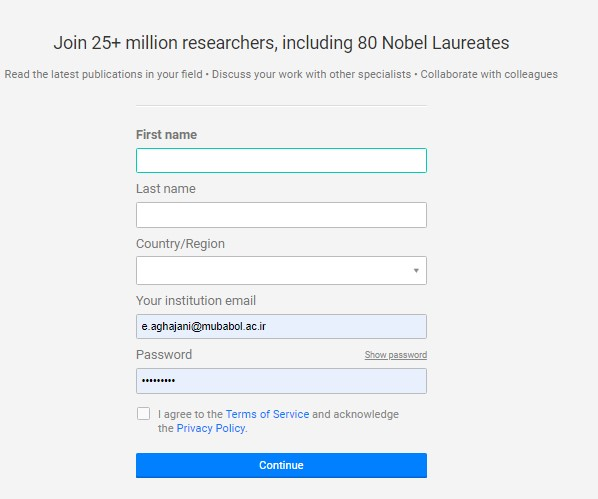 Join 25+ million researchers, including 80 Nobel Laureates
Read the latest publications in your field • Discuss your work with other specialists • Collaborate with colleagues
First name
Last name
Country/Region
Your institution email
e.aghajani@mubabol.ac.ir
Password Show password
•••••••••
I agree to the Terms of Service and acknowledge
the Privacy Policy.
Continue